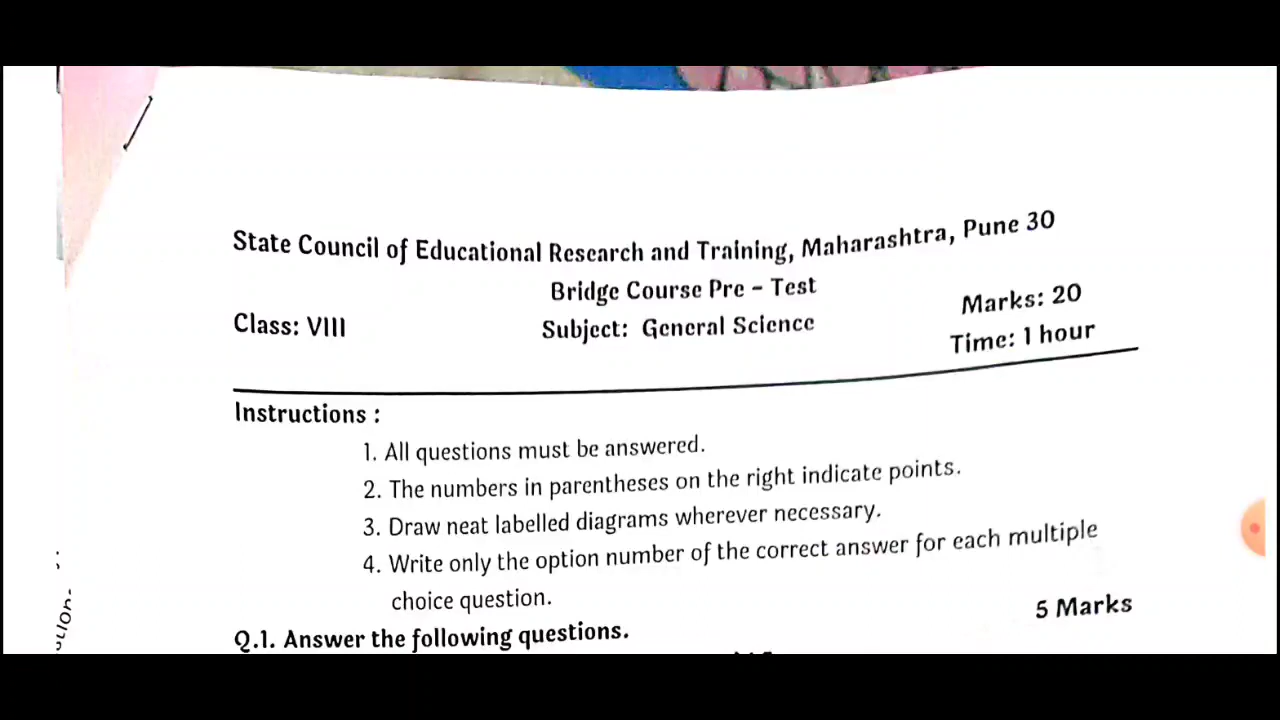 State Council of Educational Research and Training, Maharashtra, Pune 30
Bridge Course Pre - Test
Class: VIII Subject: General Science Marks: 20
Time: 1 hour
Instructions :
1. All questions must be answered.
2. The numbers in parentheses on the right indicate points.
3. Draw neat labelled diagrams wherever necessary.
4. Write only the option number of the correct answer for each multiple
choice question.
5 Marks
Q.1. Answer the following questions.